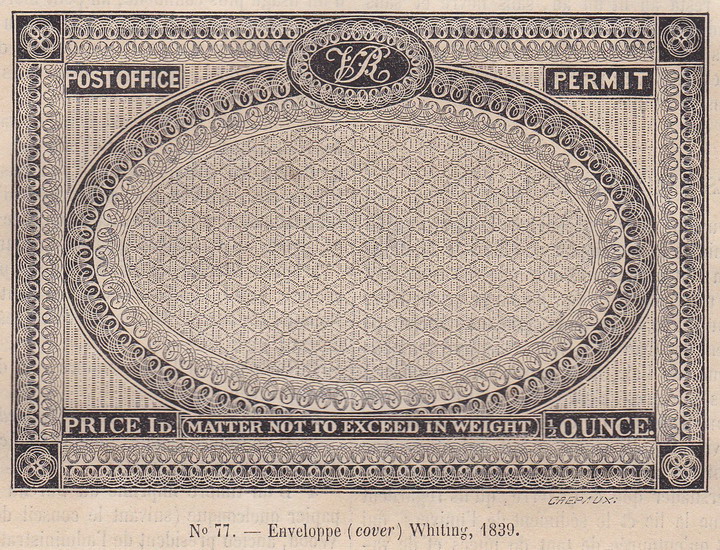 VR
POST OFFICE
PERMIT
PRICE 1D. (MATTER NOT TO EXCEED IN WEIGHT) ½ OUNCE.
CREPAUX.
No 77. — Enveloppe (cover) Whiting, 1839.